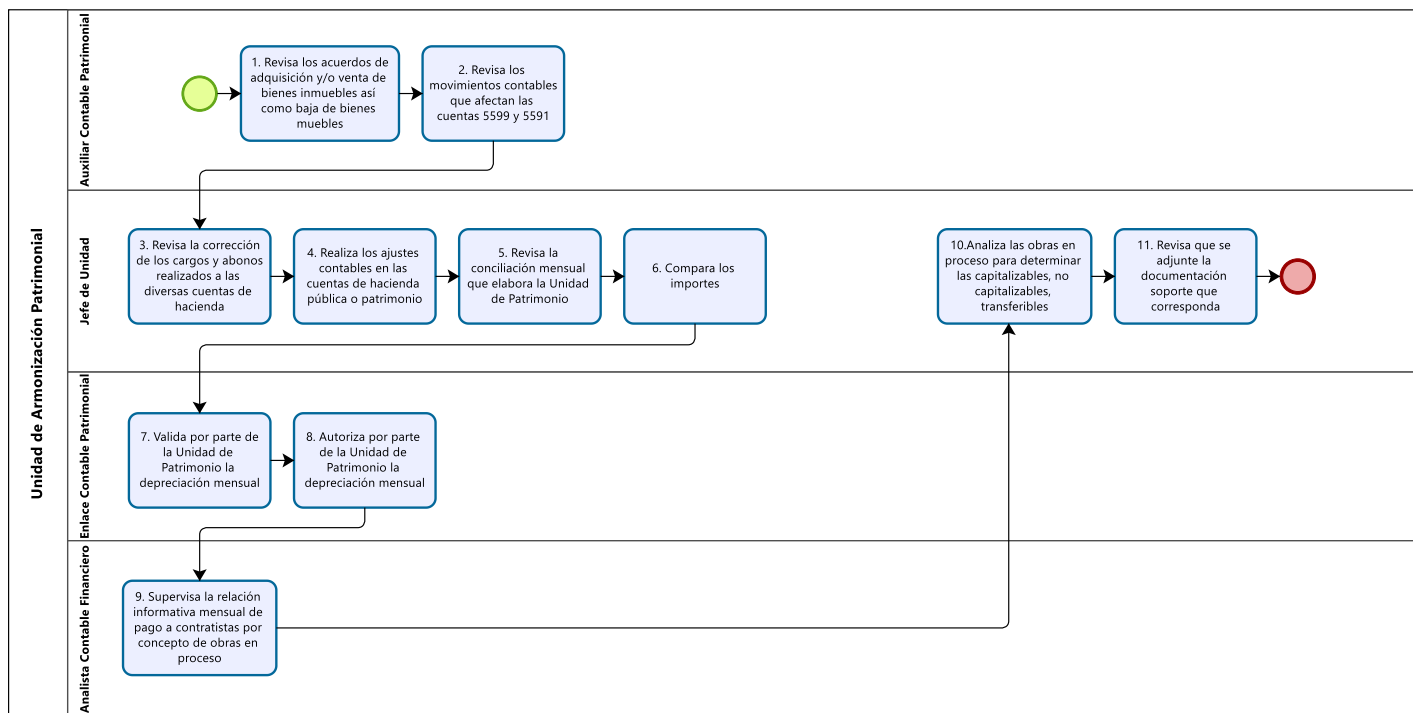 Unidad de Armonización Patrimonial
Auxiliar Contable Patrimonial
1. Revisa los acuerdos de
adquisición y/o venta de
bienes inmuebles así
como baja de bienes
muebles
2. Revisa los
movimientos contables
que afectan las
cuentas 5599 y 5591
Jefe de Unidad
3. Revisa la corrección
de los cargos y abonos
realizados a las
diversas cuentas de
hacienda
4. Realiza los ajustes
contables en las
cuentas de hacienda
pública o patrimonio
5. Revisa la
conciliación mensual
que elabora la Unidad
de Patrimonio
6. Compara los
importes
10.Analiza las obras en
proceso para determinar
las capitalizables, no
capitalizables,
transferibles
11. Revisa que se
adjunte la
documentación
soporte que
corresponda
Enlace Contable Patrimonial
7. Valida por parte de
la Unidad de
Patrimonio la
depreciación mensual
8. Autoriza por parte
de la Unidad de
Patrimonio la
depreciación mensual
Analista Contable Financiero
9. Supervisa la relación
informativa mensual de
pago a contratistas por
concepto de obras en
proceso